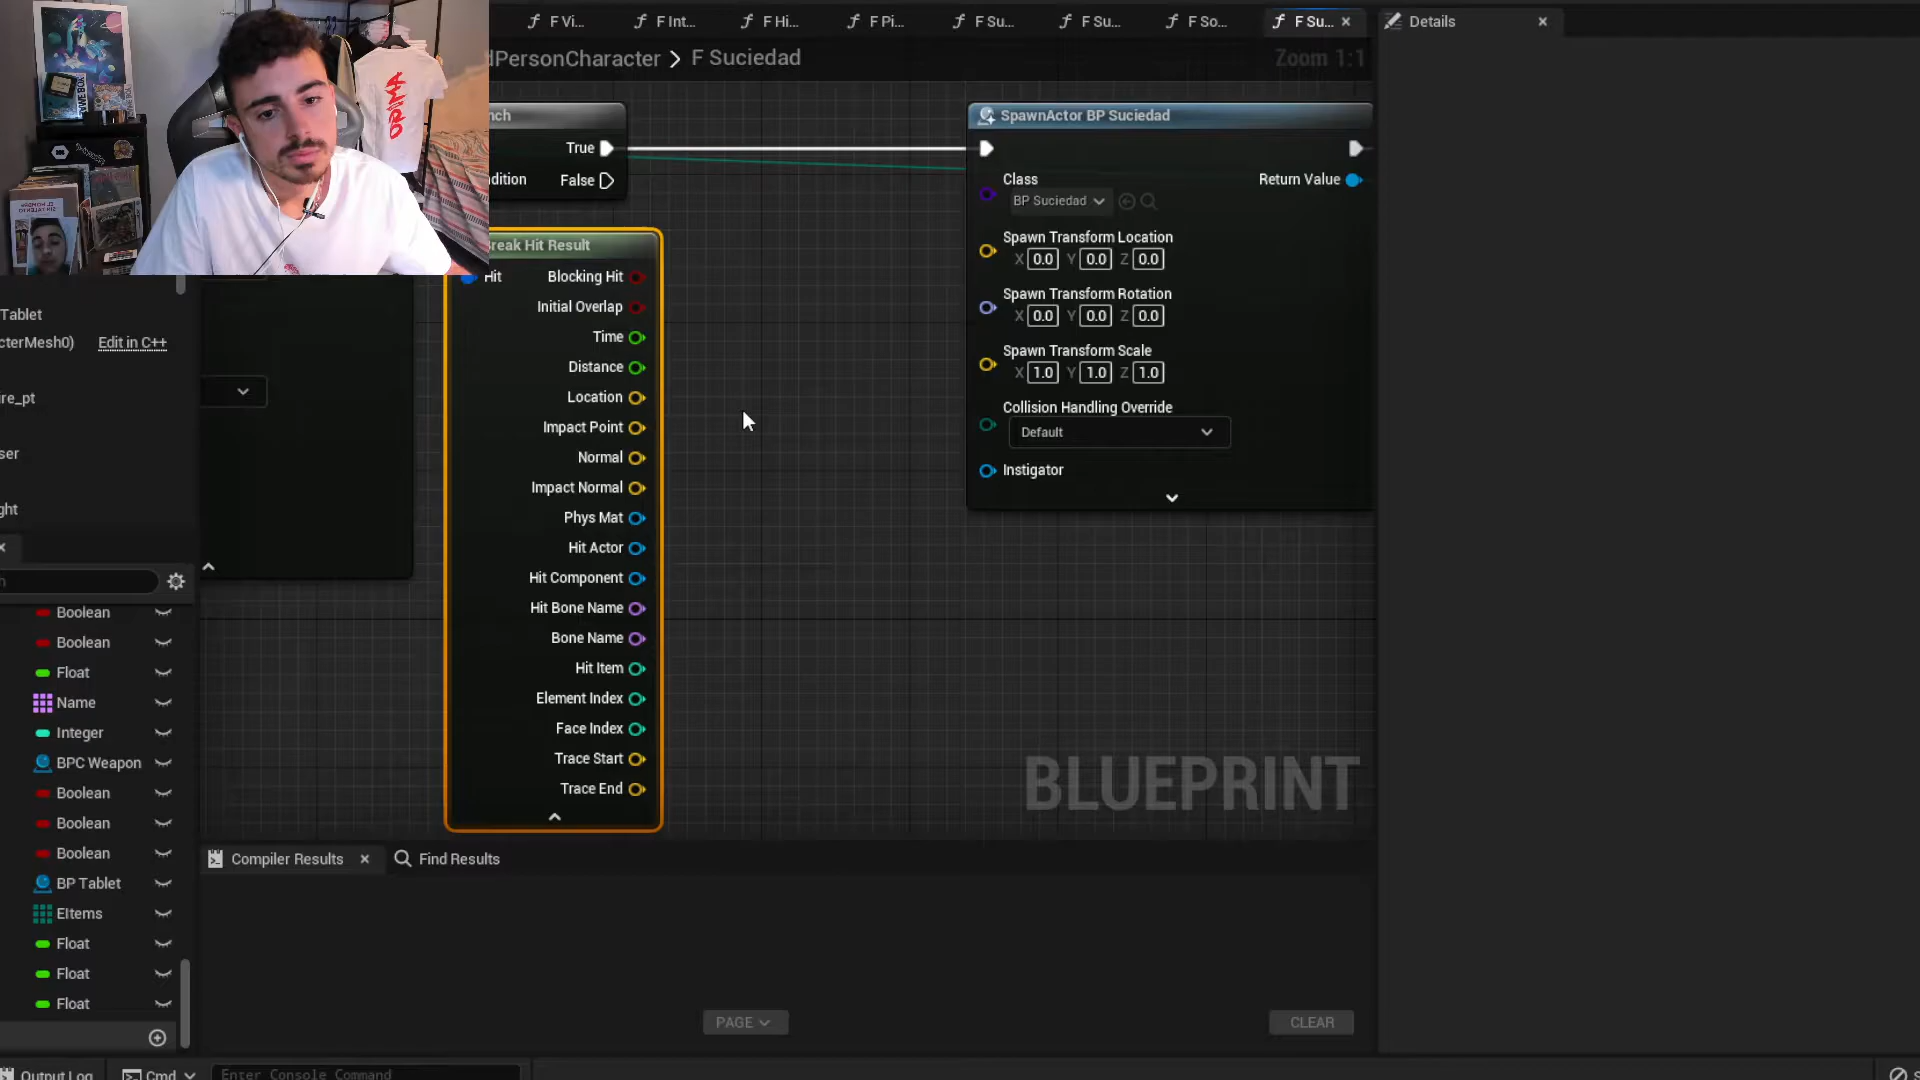 F Vi...
F Int...
F Hi...
F Pi...
F Su...
F Su...
F So...
F Su...
Details
dPersonCharacter > F Suciedad
Zoom 1:1
nch
True
dition
False
SpawnActor BP Suciedad
Class
BP Suciedad
Return Value
Spawn Transform Location
X 0.0 Y 0.0 Z 0.0
Spawn Transform Rotation
X 0.0 Y 0.0 Z 0.0
Spawn Transform Scale
X 1.0 Y 1.0 Z 1.0
Collision Handling Override
Default
Instigator
reak Hit Result
Hit
Blocking Hit
Initial Overlap
Time
Distance
Location
Impact Point
Normal
Impact Normal
Phys Mat
Hit Actor
Hit Component
Hit Bone Name
Bone Name
Hit Item
Element Index
Face Index
Trace Start
Trace End
Tablet
cterMesh0)
Edit in C++
ire_pt
ser
ght
Boolean
Boolean
Float
Name
Integer
BPC Weapon
Boolean
Boolean
Boolean
BP Tablet
EItems
Float
Float
Float
BLUEPRINT
Compiler Results
Find Results
PAGE
CLEAR
Output Log
Cmd
Enter Console Command